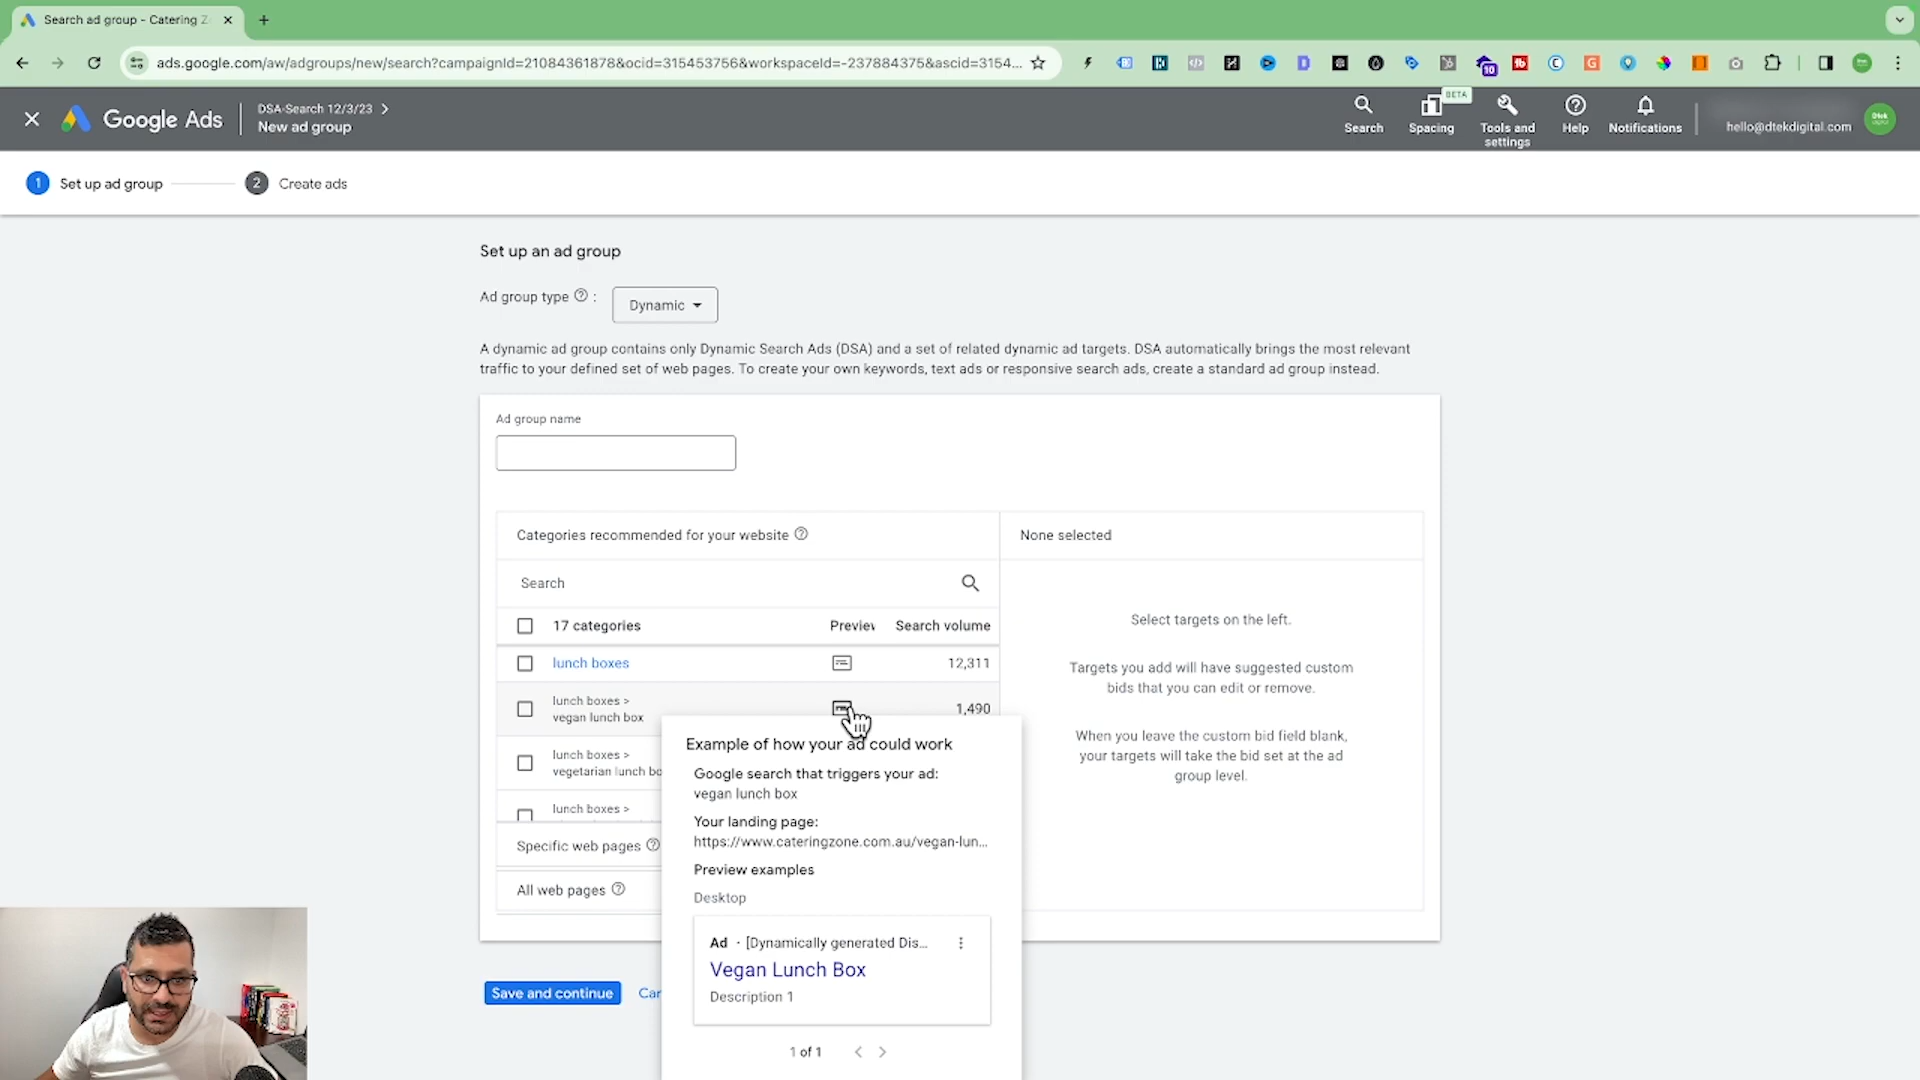 Search ad group - Catering Z
ads.google.com/aw/adgroups/new/search?campaignId=21084361878&ocid=315453756&workspaceId=-237884375&ascid=3154...
10
Google Ads
DSA-Search 12/3/23
New ad group
Search
BETA
Spacing
Tools and settings
Help
Notifications
hello@dtekdigital.com
Dtek
1 Set up ad group
2 Create ads
Set up an ad group
Ad group type :
Dynamic
A dynamic ad group contains only Dynamic Search Ads (DSA) and a set of related dynamic ad targets. DSA automatically brings the most relevant
traffic to your defined set of web pages. To create your own keywords, text ads or responsive search ads, create a standard ad group instead.
Ad group name
Categories recommended for your website
None selected
Search
17 categories
Preview
Search volume
lunch boxes
12,311
lunch boxes >
vegan lunch box
1,490
lunch boxes >
vegetarian lunch bo
lunch boxes >
Specific web pages
All web pages
Select targets on the left.
Targets you add will have suggested custom
bids that you can edit or remove.
When you leave the custom bid field blank,
your targets will take the bid set at the ad
group level.
Example of how your ad could work
Google search that triggers your ad:
vegan lunch box
Your landing page:
https://www.cateringzone.com.au/vegan-lun...
Preview examples
Desktop
Ad · [Dynamically generated Dis...
Vegan Lunch Box
Description 1
1 of 1
Save and continue
Can